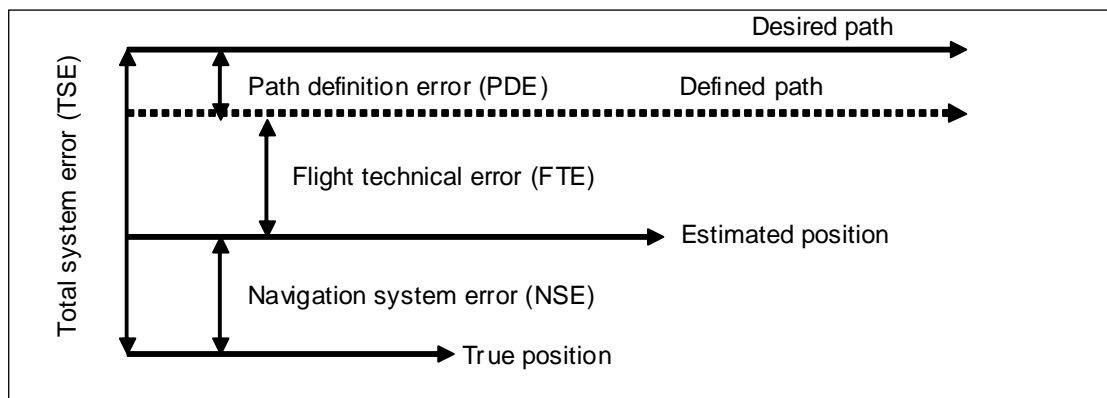 Desired path
Path definition error (PDE)
Defined path
Total system error (TSE)
Flight technical error (FTE)
Estimated position
Navigation system error (NSE)
True position